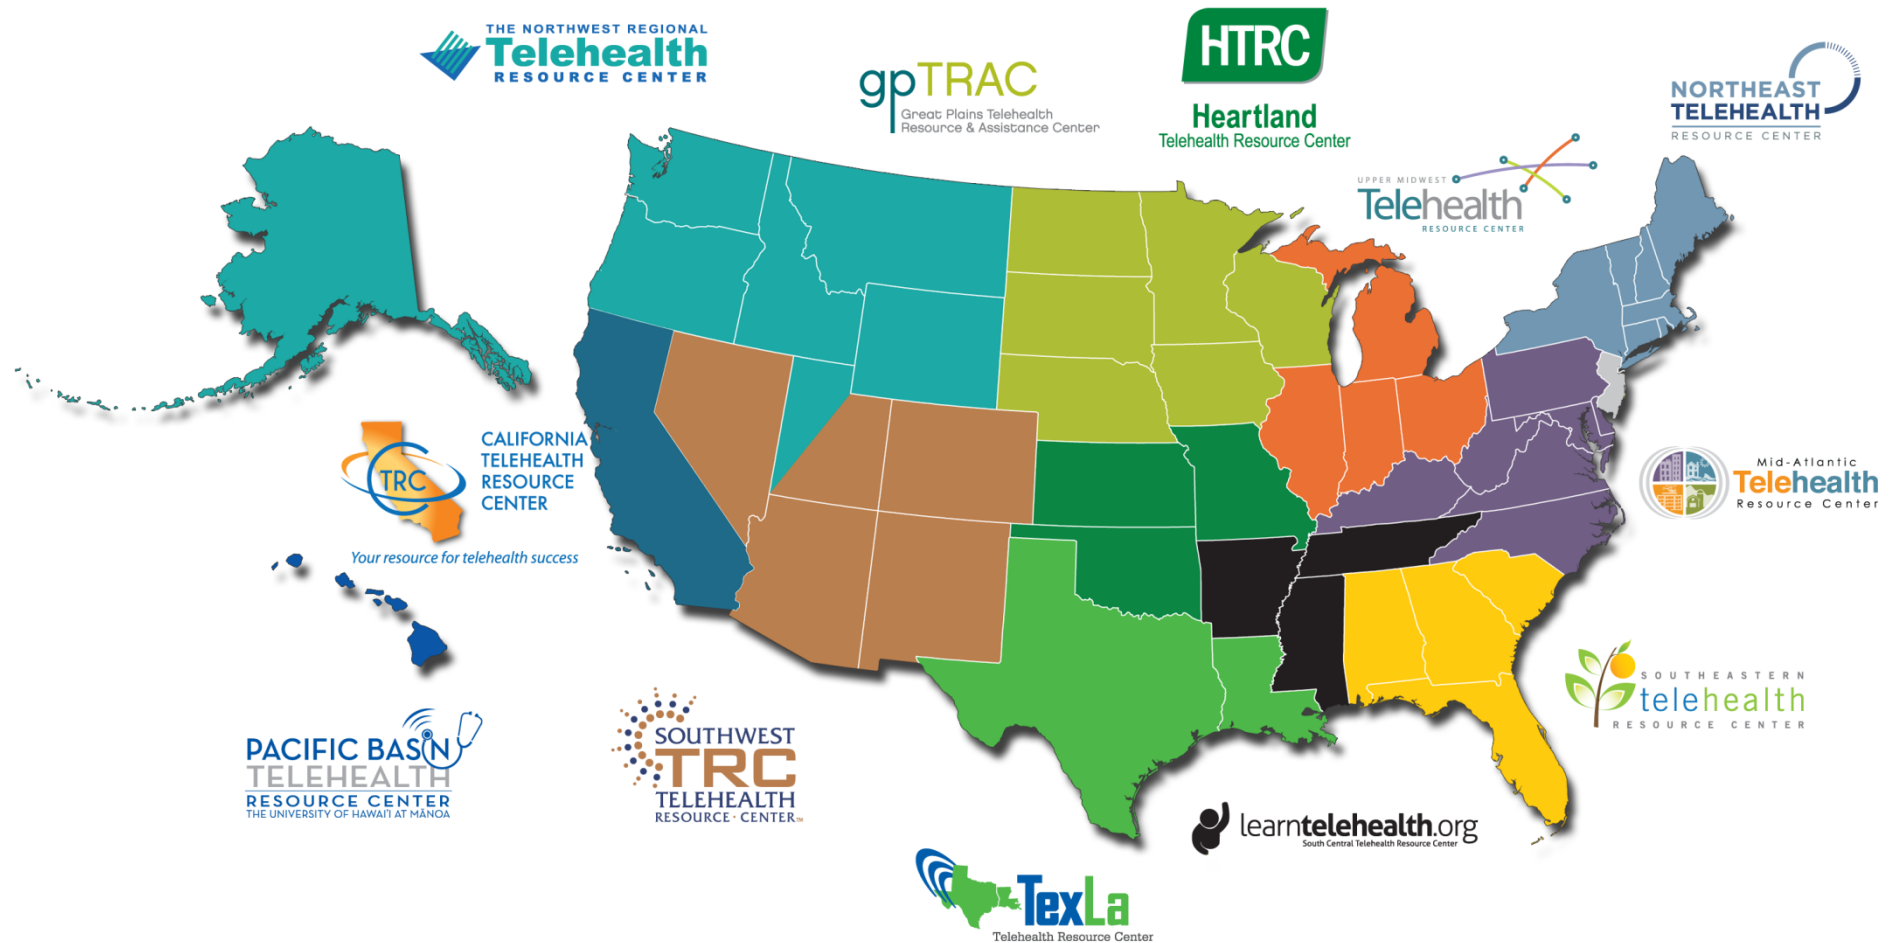 THE NORTHWEST REGIONAL
Telehealth
RESOURCE CENTER
gpTRAC
Great Plains Telehealth
Resource & Assistance Center
HTRC
Heartland
Telehealth Resource Center
UPPER MIDWEST
Telehealth
RESOURCE CENTER
NORTHEAST
TELEHEALTH
RESOURCE CENTER
TRC
CALIFORNIA
TELEHEALTH
RESOURCE
CENTER
Your resource for telehealth success
Mid-Atlantic
Telehealth
Resource Center
PACIFIC BASIN
TELEHEALTH
RESOURCE CENTER
THE UNIVERSITY OF HAWAI'I AT MĀNOA
SOUTHWEST
TRC
TELEHEALTH
RESOURCE · CENTER™
SOUTHEASTERN
telehealth
RESOURCE CENTER
learntelehealth.org
South Central Telehealth Resource Center
TexLa
Telehealth Resource Center